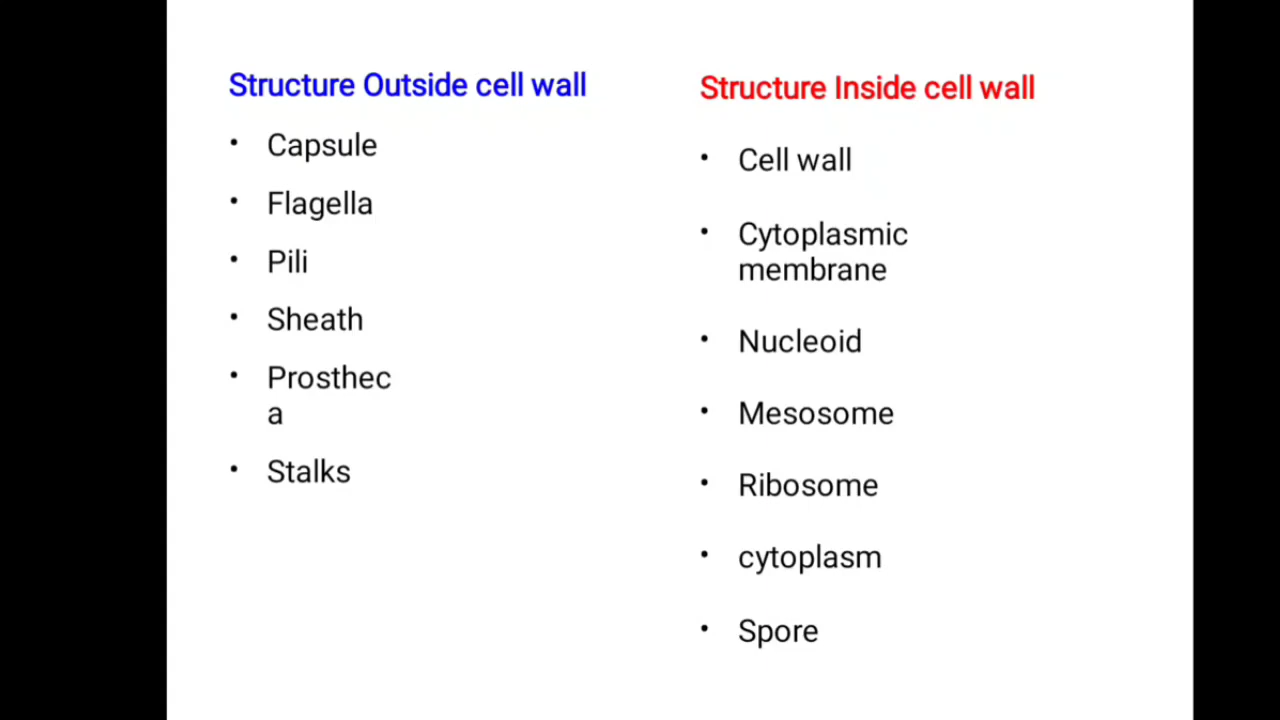 Structure Outside cell wall
• Capsule
• Flagella
• Pili
• Sheath
• Prosthec
a
• Stalks
Structure Inside cell wall
• Cell wall
• Cytoplasmic
membrane
• Nucleoid
• Mesosome
• Ribosome
• cytoplasm
• Spore